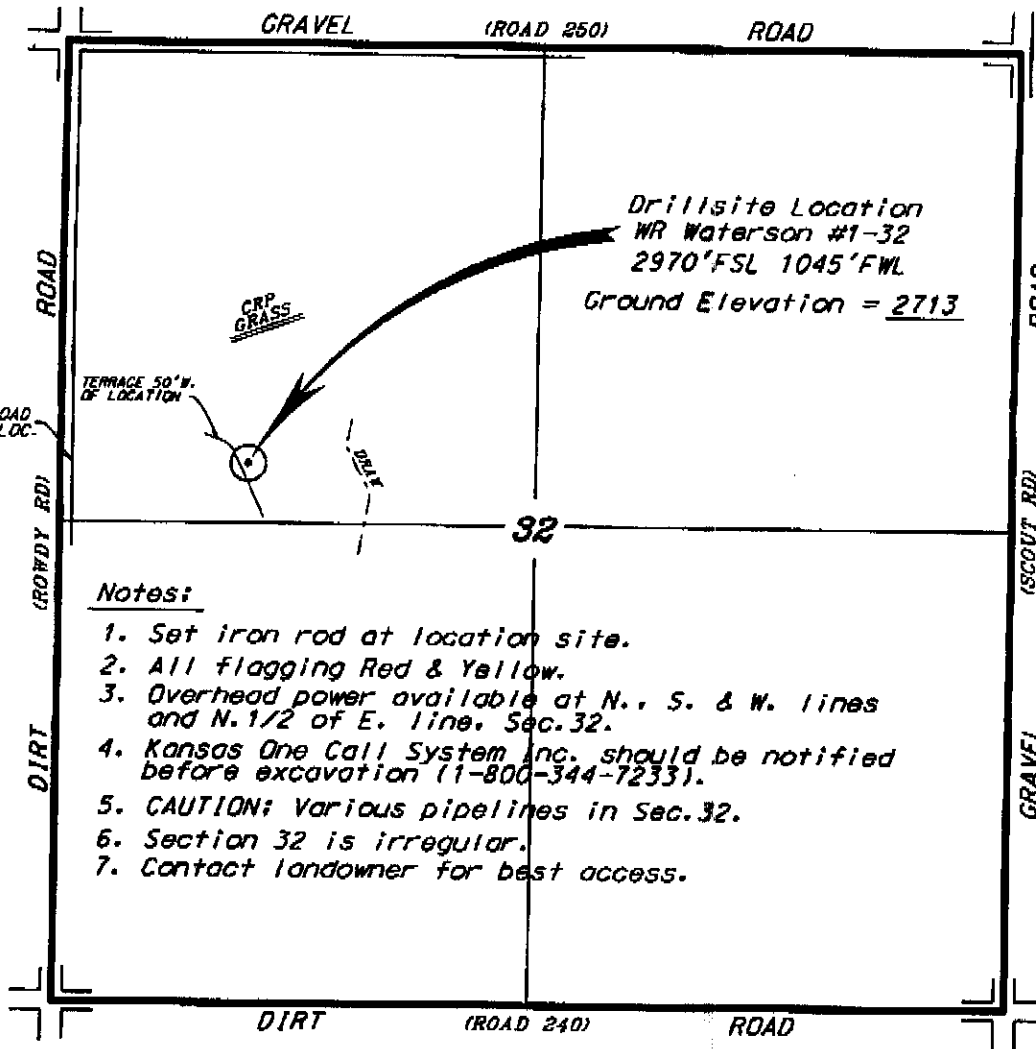 GRAVEL (ROAD 250) ROAD
Drillsite Location
WR Waterson #1-32
2970'FSL 1045'FWL
Ground Elevation = 2713
CRP
GRASS
TERRACE 50'W.
OF LOCATION
OAD
LOC-
DRAW
32
DIRT (ROWDY RD) ROAD
GRAVEL (SCOUT RD) ROAD
Notes:
1. Set iron rod at location site.
2. All flagging Red & Yellow.
3. Overhead power available at N., S. & W. lines
and N.1/2 of E. line, Sec.32.
4. Kansas One Call System Inc. should be notified
before excavation (1-800-344-7233).
5. CAUTION: Various pipelines in Sec.32.
6. Section 32 is irregular.
7. Contact landowner for best access.
DIRT (ROAD 240) ROAD